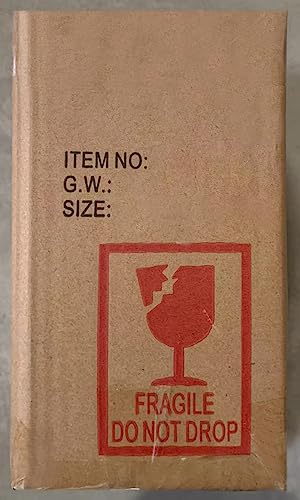 ITEM NO:
G.W.:
SIZE:
FRAGILE
DO NOT DROP